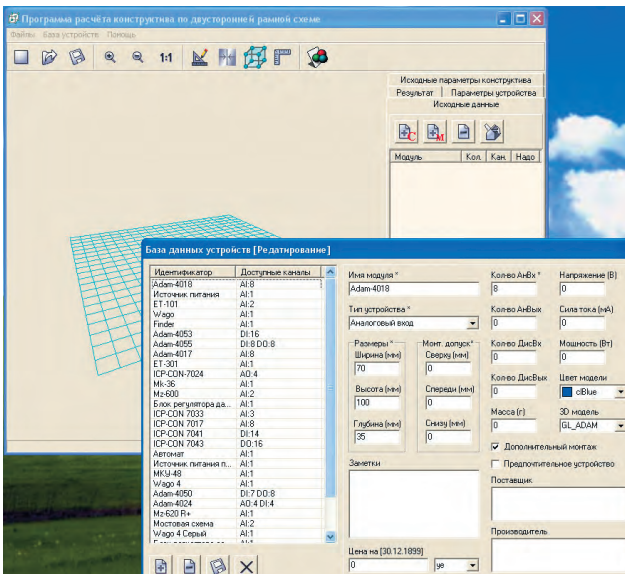 Программа расчёта конструктива по двусторонней рамной схеме
Файлы База устройств Помощь
1:1
Исходные параметры конструктива
Результат Параметры устройства
Исходные данные
C M
Модуль Кол. Кан. Надо
База данных устройств [Редактирование]
Идентификатор Доступные каналы
Adam-4018 AI:8
Источник питания AI:1
ET-101 AI:2
Wago AI:1
Finder AI:1
Adam-4053 DI:16
Adam-4055 DI:8 DO:8
Adam-4017 AI:8
ET-301 AI:1
ICP-CON-7024 AO:4
Mk-36 AI:1
Mz-600 AI:2
Блок регулятора да... AI:1
ICP-CON 7033 AI:3
ICP-CON 7017 AI:8
ICP-CON 7041 DI:14
ICP-CON 7043 DO:16
Автомат AI:1
Источник питания п... AI:1
МКУ-48 AI:1
Wago 4 AI:1
Adam-4050 DI:7 DO:8
Adam-4024 AO:4 DI:4
Mz-620 R+ AI:1
Мостовая схема AI:2
Wago 4 Серый AI:1
Имя модуля *
Adam-4018
Тип устройства *
Аналоговый вход
Размеры *
Ширина (мм)
70
Высота (мм)
100
Глубина (мм)
35
Монт. допуск*
Сверху (мм)
0
Спереди (мм)
0
Снизу (мм)
0
Заметки
Цена на [30.12.1899]
0 уе
Кол-во АнВх *
8
Кол-во АнВых
0
Кол-во ДисВх
0
Кол-во ДисВых
0
Масса (г)
0
Напряжение (В)
0
Сила тока (мА)
0
Мощность (Вт)
0
Цвет модели
clBlue
3D модель
GL_ADAM
Дополнительный монтаж
Предпочтительное устройство
Поставщик
Производитель